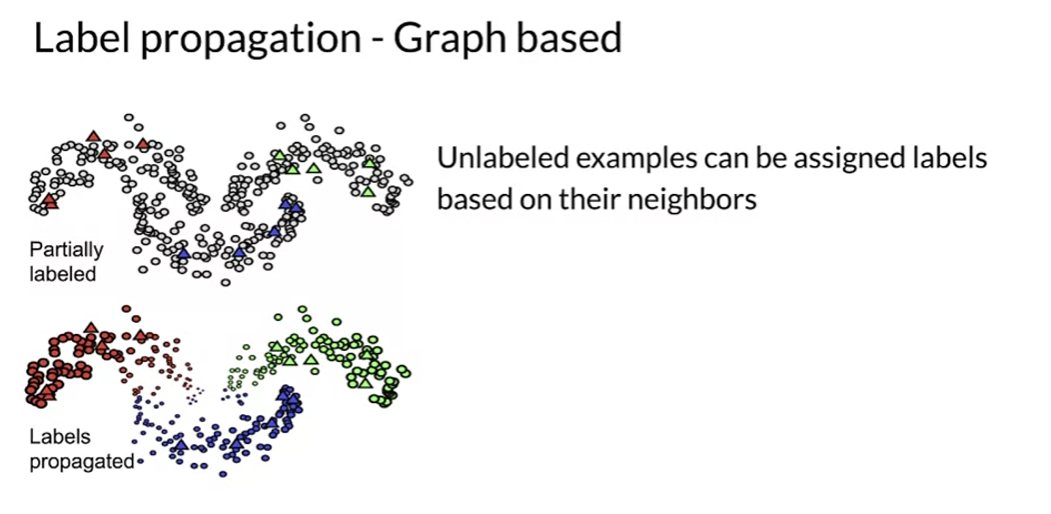 Label propagation - Graph based
Unlabeled examples can be assigned labels
based on their neighbors
Partially
labeled
Labels
propagated